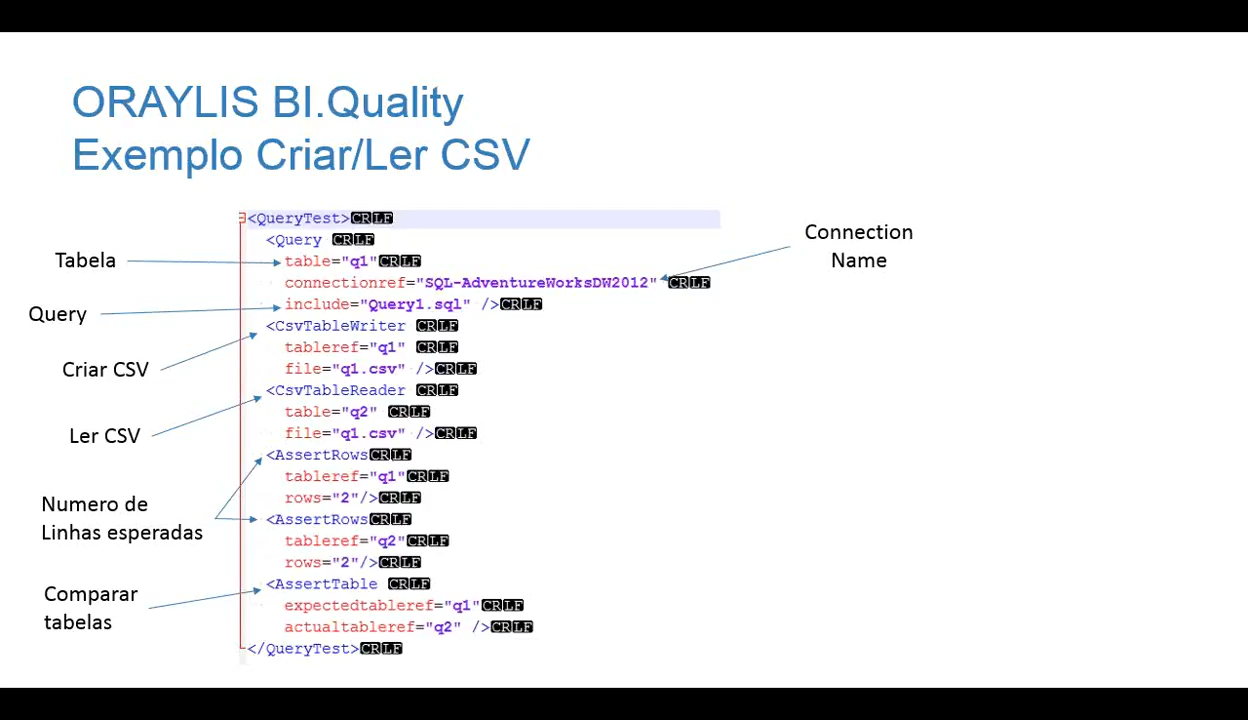 ORAYLIS BI.Quality
Exemplo Criar/Ler CSV
<QueryTest>CRLF
<Query CRLF
Connection
Name
Tabela
table="q1"CRLF
connectionref="SQL-AdventureWorksDW2012" CRLF
Query
include="Query1.sql" />CRLF
<CsvTableWriter CRLF
tableref="q1" CRLF
Criar CSV
file="q1.csv" />CRLF
<CsvTableReader CRLF
table="q2" CRLF
Ler CSV
file="q1.csv" />CRLF
<AssertRowsCRLF
tableref="q1"CRLF
rows="2"/>CRLF
Numero de
Linhas esperadas
<AssertRowsCRLF
tableref="q2"CRLF
rows="2"/>CRLF
<AssertTable CRLF
Comparar
tabelas
expectedtableref="q1"CRLF
actualtableref="q2" />CRLF
</QueryTest>CRLF